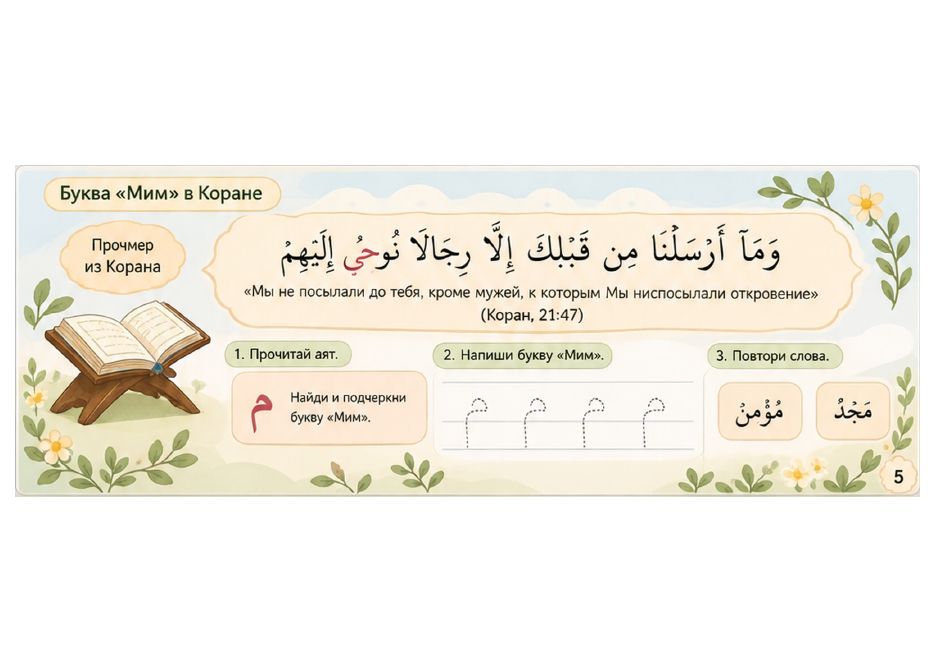 Буква «Мим» в Коране
Прочмер
из Корана
وَمَآ أَرْسَلْنَا مِن قَبْلِكَ إِلَّا رِجَالَا نُوحُي إِلَيْهِمْ
«Мы не посылали до тебя, кроме мужей, к которым Мы ниспосылали откровение»
(Коран, 21:47)
1. Прочитай аят.
م
Найди и подчеркни
букву «Мим».
2. Напиши букву «Мим».
م م م م
3. Повтори слова.
مُؤْمِنْ
مَجْدُ
5